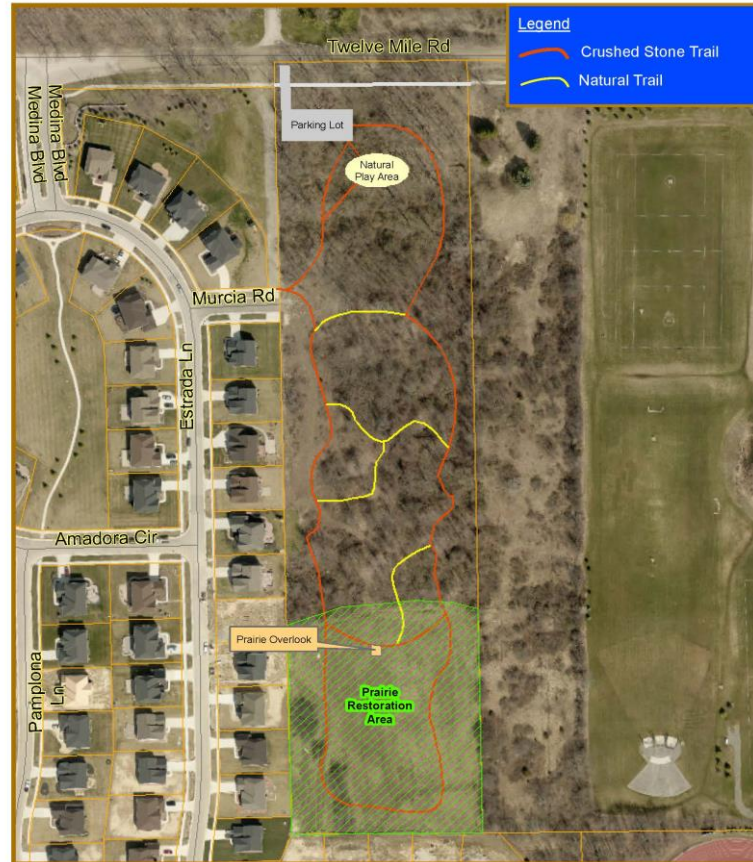 Twelve Mile Rd
Legend
Crushed Stone Trail
Natural Trail
Medina Blvd
Medina Blvd
Parking Lot
Natural
Play Area
Murcia Rd
Estrada Ln
Amadora Cir
Prairie Overlook
Pamplona
Ln
Prairie
Restoration
Area